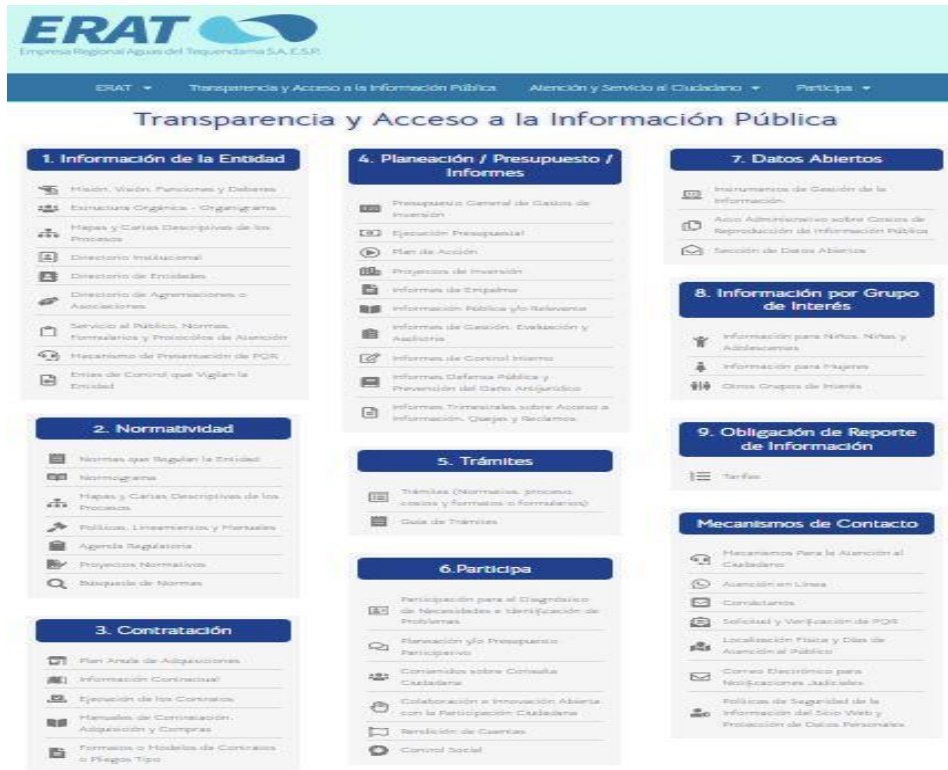 ERAT
Empresa Regional Aguas del Tequendama S.A. E.S.P.
ERAT
Transparencia y Acceso a la Información Pública
Atención y Servicio al Ciudadano
Participa
Transparencia y Acceso a la Información Pública
1. Información de la Entidad
Misión, Visión, Funciones y Deberes
Estructura Orgánica - Organigrama
Mapas y Cartas Descriptivas de los
Procesos
Directorio Institucional
Directorio de Entidades
Directorio de Agremiaciones o
Asociaciones
Servicio al Público, Normas,
Formularios y Protocolos de Atención
Mecanismo de Presentación de PQR
Entes de Control que Vigilan la
Entidad
2. Normatividad
Normas que Regulan la Entidad
Normograma
Mapas y Cartas Descriptivas de los
Procesos
Políticas, Lineamientos y Manuales
Agenda Regulatoria
Proyectos Normativos
Búsqueda de Normas
3. Contratación
Plan Anula de Adquisiciones
Información Contractual
Ejecución de los Contratos
Manuales de Contratación,
Adquisición y Compras
Formatos o Modelos de Contratos
o Pliegos Tipo
4. Planeación / Presupuesto /
Informes
Presupuesto General de Gastos de
Inversión
Ejecución Presupuestal
Plan de Acción
Proyectos de Inversión
Informes de Empalme
Información Pública y/o Relevante
Informes de Gestión, Evaluación y
Auditoría
Informes de Control Interno
Informes Defensa Pública y
Prevención del Daño Antijurídico
Informes Trimestrales sobre Acceso a
Información, Quejas y Reclamos
5. Trámites
Trámites (Normativa, proceso,
costos y formatos o formularios)
Guía de Trámites
6.Participa
Participación para el Diagnóstico
de Necesidades e Identificación de
Problemas
Planeación y/o Presupuesto
Participativo
Contenidos sobre Consulta
Ciudadana
Colaboración e Innovación Abierta
con la Participación Ciudadana
Rendición de Cuentas
Control Social
7. Datos Abiertos
Instrumentos de Gestión de la
Información
Acto Administrativo sobre Costos de
Reproducción de Información Pública
Sección de Datos Abiertos
8. Información por Grupo
de Interés
Información para Niños, Niñas y
Adolescentes
Información para Mujeres
Otros Grupos de Interés
9. Obligación de Reporte
de Información
Tarifas
Mecanismos de Contacto
Mecanismos Para la Atención al
Ciudadano
Atención en Línea
Contáctanos
Solicitud y Verificación de PQR
Localización Física y Días de
Atención al Público
Correo Electrónico para
Notificaciones Judiciales
Políticas de Seguridad de la
Información del Sitio Web y
Protección de Datos Personales